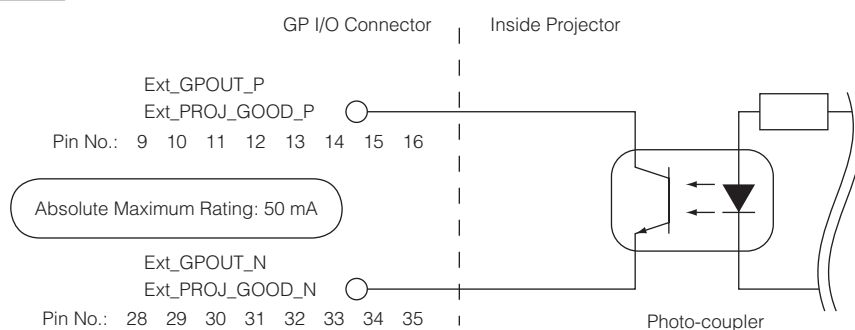 GP I/O Connector
Inside Projector
Ext_GPOUT_P
Ext_PROJ_GOOD_P
Pin No.: 9 10 11 12 13 14 15 16
Absolute Maximum Rating: 50 mA
Ext_GPOUT_N
Ext_PROJ_GOOD_N
Pin No.: 28 29 30 31 32 33 34 35
Photo-coupler